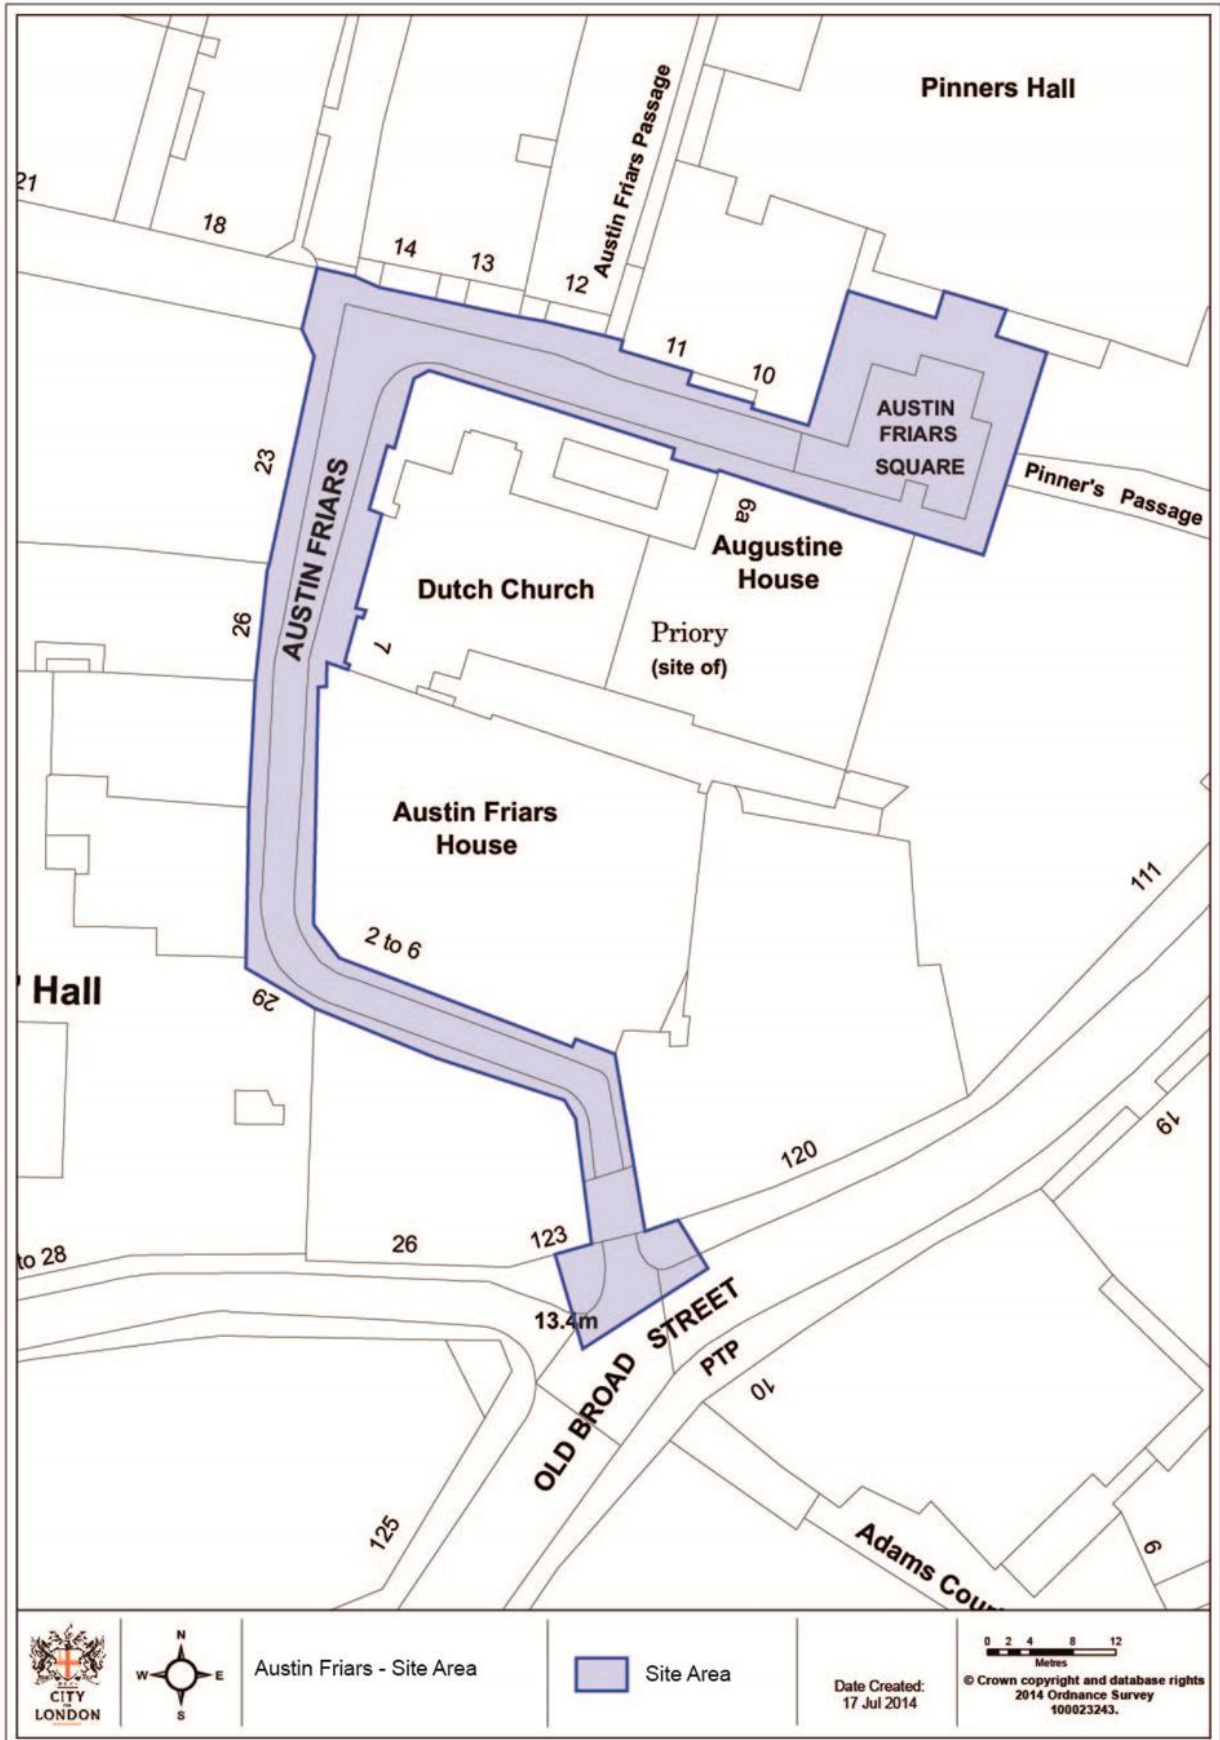 Pinners Hall
Austin Friars Passage
21
18
14
13
12
11
10
AUSTIN
FRIARS
SQUARE
Pinner's Passage
23
AUSTIN FRIARS
6a
Augustine
House
Dutch Church
26
Priory
(site of)
7
Austin Friars
House
111
2 to 6
' Hall
29
19
120
123
26
to 28
13.4m
OLD BROAD STREET
PTP
10
125
Adams Cour
6
CITY
OF
LONDON
N
W
E
S
Austin Friars - Site Area
Site Area
Date Created:
17 Jul 2014
0 2 4 8 12
Metres
© Crown copyright and database rights
2014 Ordnance Survey
100023243.